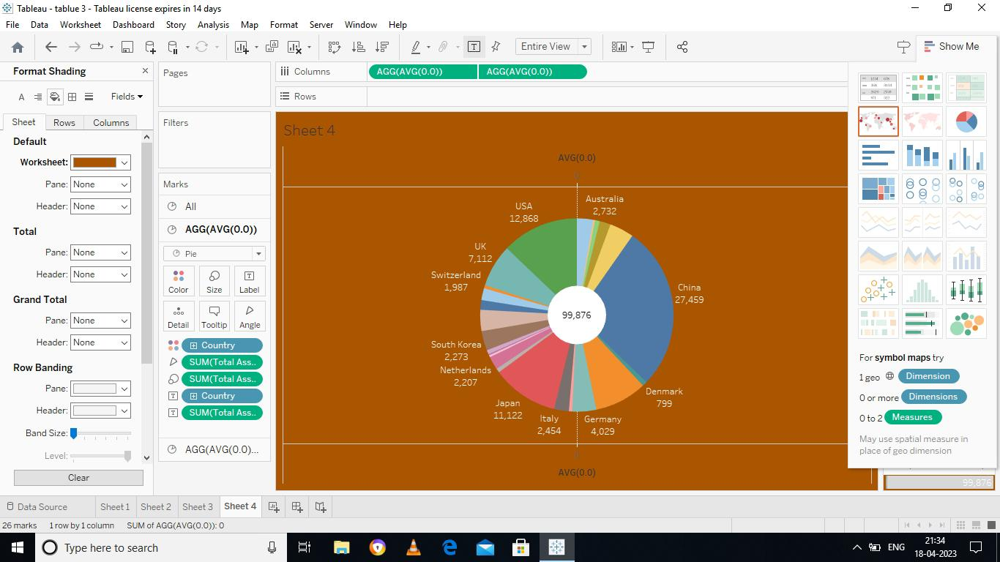 Tableau - tablue 3 - Tableau license expires in 14 days
File Data Worksheet Dashboard Story Analysis Map Format Server Window Help
Entire View
Show Me
Format Shading
Fields
Sheet Rows Columns
Default
Worksheet:
Pane: None
Header: None
Total
Pane: None
Header: None
Grand Total
Pane: None
Header: None
Row Banding
Pane:
Header:
Band Size:
Level:
Clear
Pages
Filters
Marks
All
AGG(AVG(0.0))
Pie
Color Size Label
Detail Tooltip Angle
Country
SUM(Total Ass..
SUM(Total Ass..
Country
SUM(Total Ass..
AGG(AVG(0.0)...
Columns AGG(AVG(0.0)) AGG(AVG(0.0))
Rows
Sheet 4
AVG(0.0)
0
Australia
2,732
USA
12,868
UK
7,112
Switzerland
1,987
China
27,459
99,876
South Korea
2,273
Netherlands
2,207
Denmark
799
Japan
11,122
Italy
2,454
Germany
4,029
0
AVG(0.0)
For symbol maps try
1 geo Dimension
0 or more Dimensions
0 to 2 Measures
May use spatial measure in
place of geo dimension
99,876
Data Source Sheet 1 Sheet 2 Sheet 3 Sheet 4
26 marks 1 row by 1 column SUM of AGG(AVG(0.0)): 0
Type here to search
ENG
21:34
18-04-2023